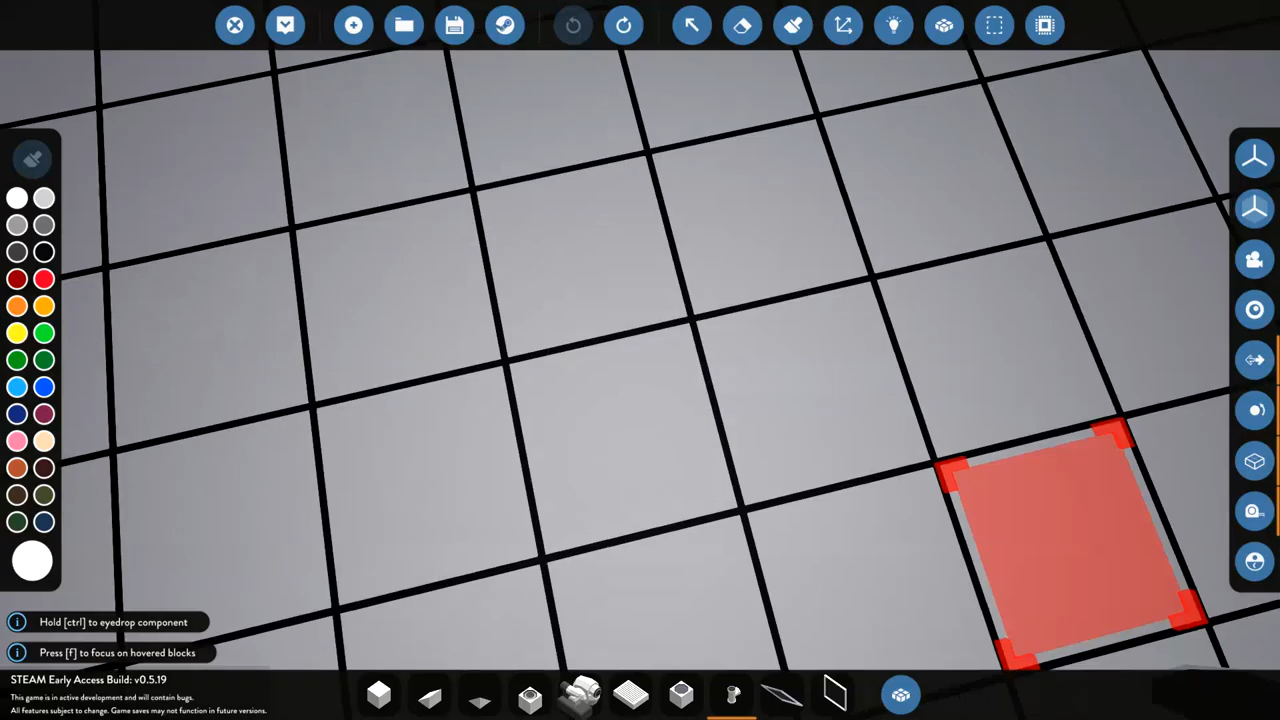 Hold [ctrl] to eyedrop component
Press [f] to focus on hovered blocks
STEAM Early Access Build: v0.5.19
This game is in active development and will contain bugs.
All features subject to change. Game saves may not function in future versions.